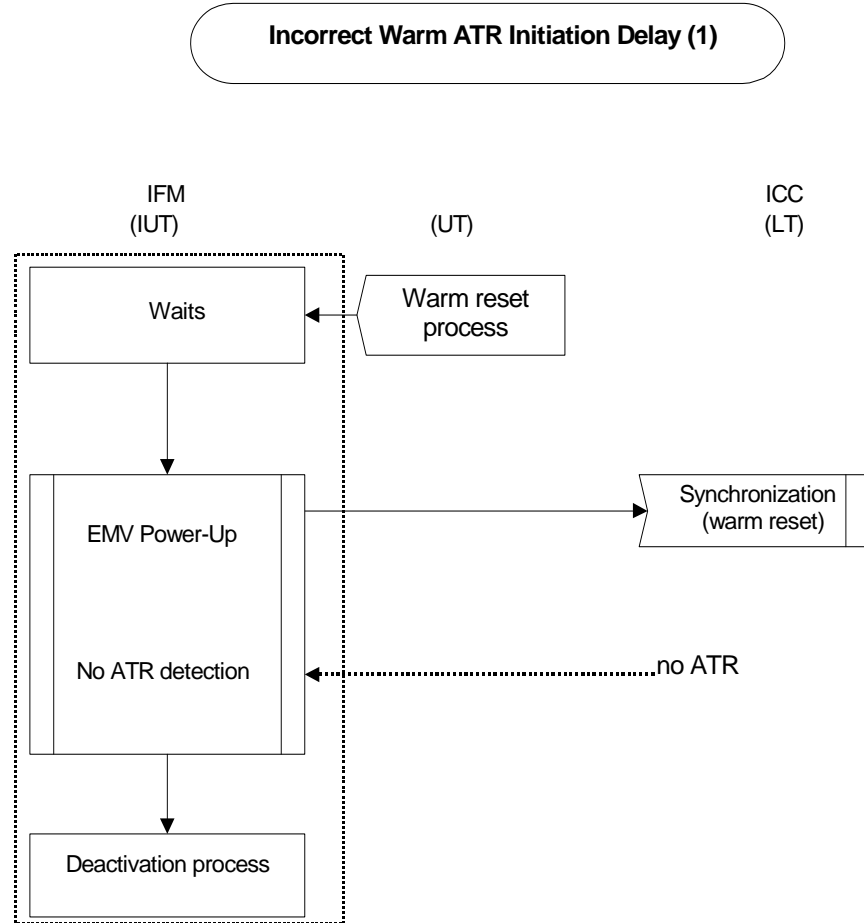 Incorrect Warm ATR Initiation Delay (1)
IFM
(IUT)
(UT)
ICC
(LT)
Waits
Warm reset
process
EMV Power-Up
Synchronization
(warm reset)
No ATR detection
no ATR
Deactivation process